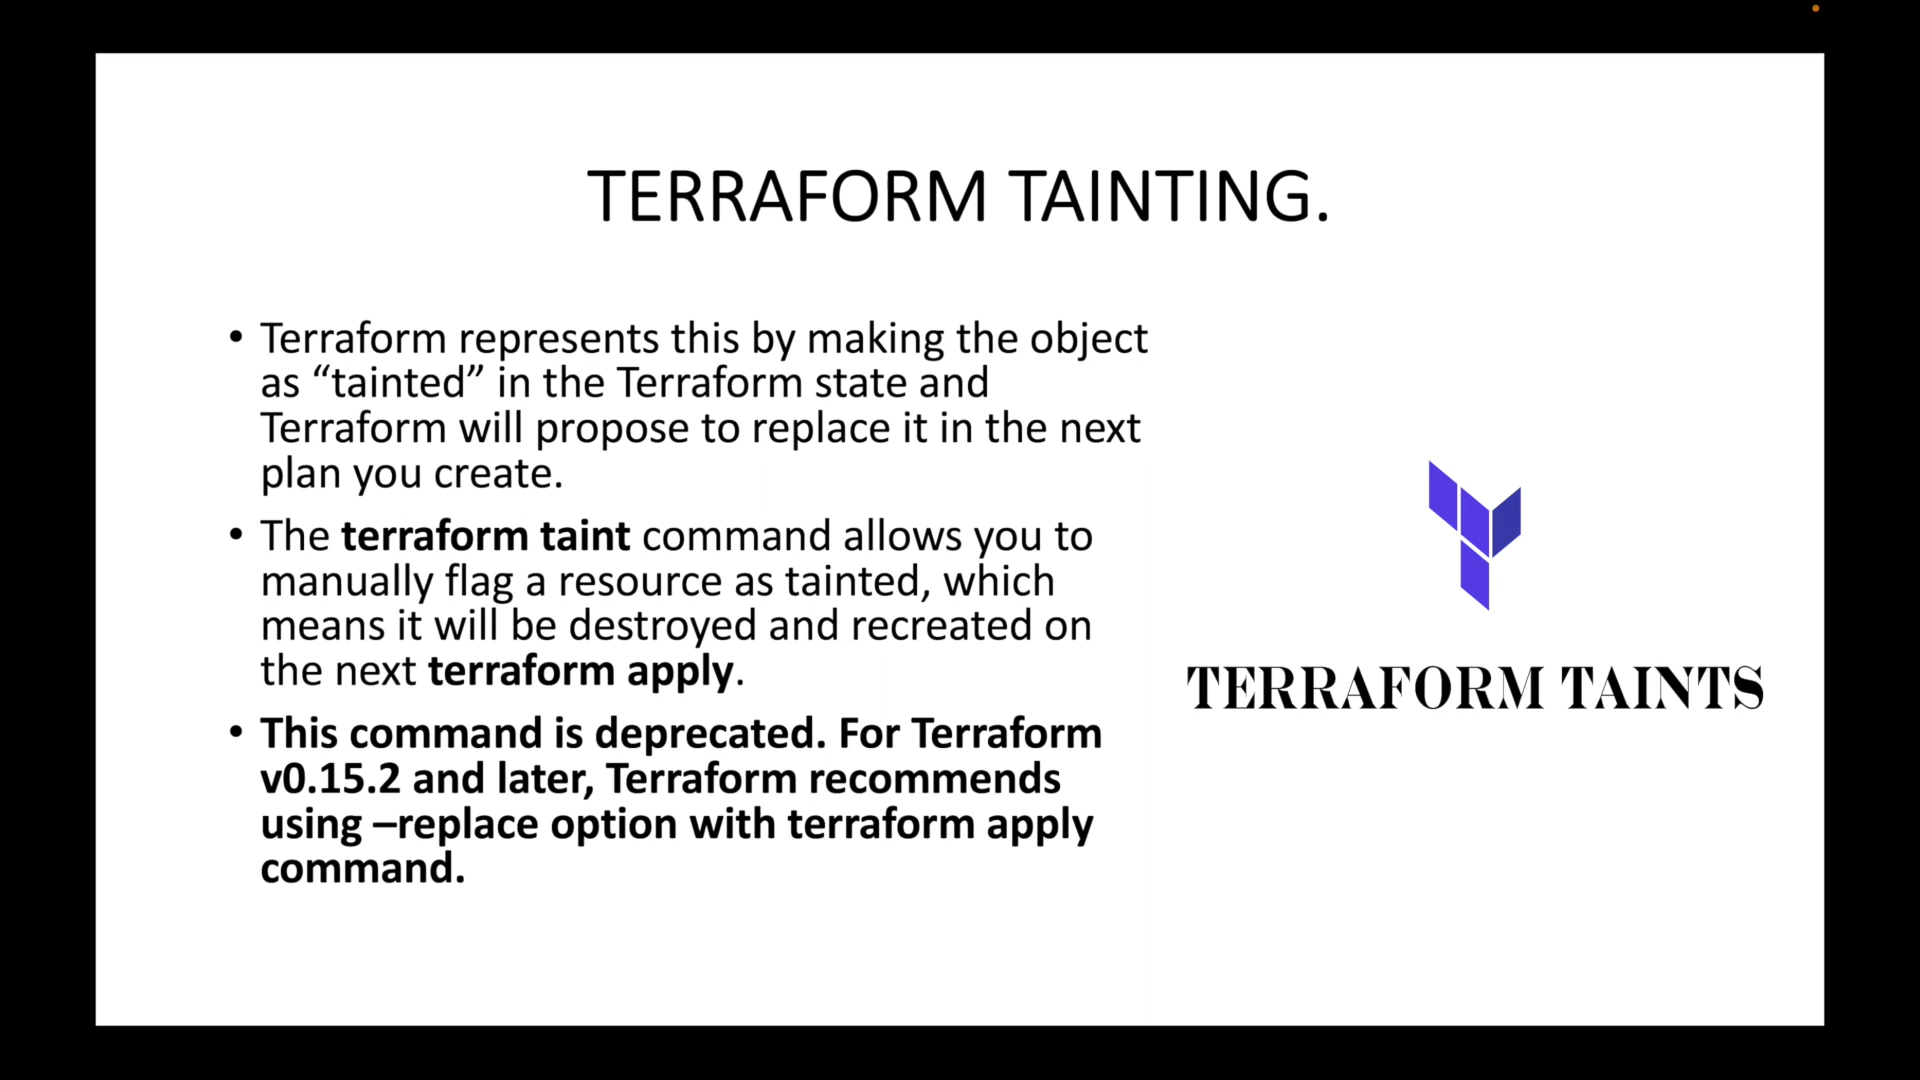 TERRAFORM TAINTING.
• Terraform represents this by making the object
as “tainted” in the Terraform state and
Terraform will propose to replace it in the next
plan you create.
• The terraform taint command allows you to
manually flag a resource as tainted, which
means it will be destroyed and recreated on
the next terraform apply.
• This command is deprecated. For Terraform
v0.15.2 and later, Terraform recommends
using –replace option with terraform apply
command.
TERRAFORM TAINTS